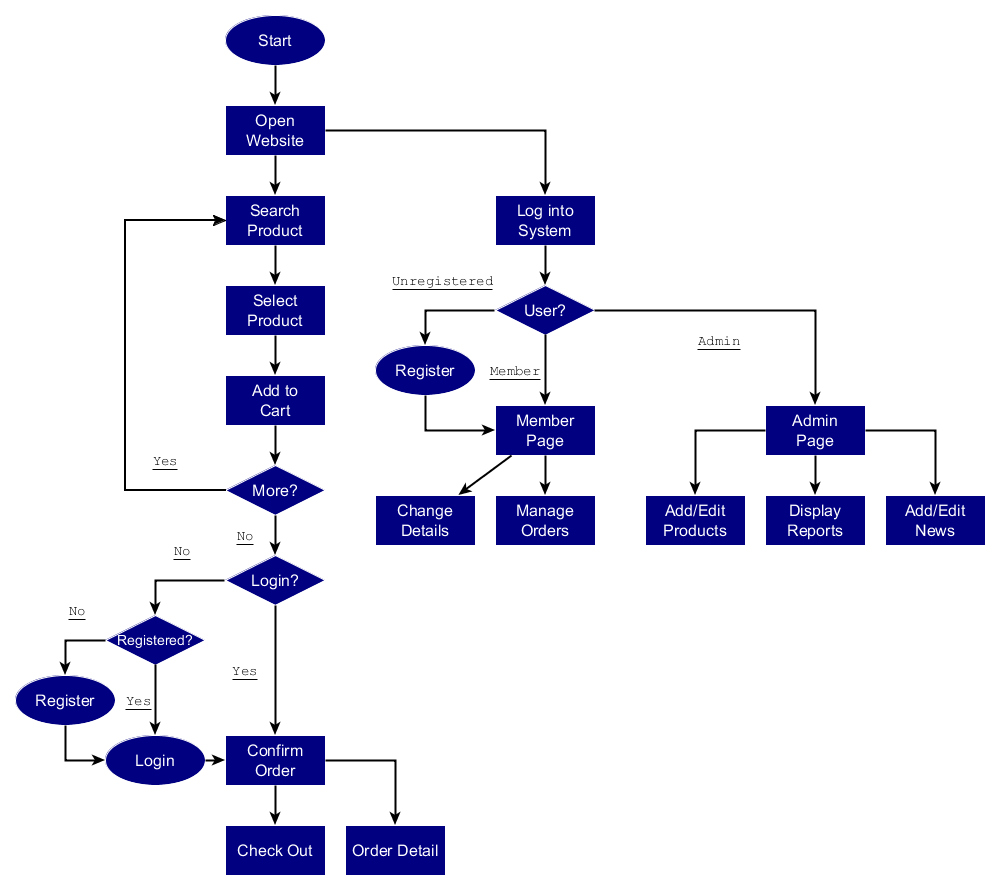 Start
Open
Website
Search
Product
Log into
System
Unregistered
Select
Product
User?
Admin
Register
Member
Add to
Cart
Member
Page
Admin
Page
Yes
More?
Change
Details
Manage
Orders
Add/Edit
Products
Display
Reports
Add/Edit
News
No
No
Login?
No
Registered?
Yes
Register
Yes
Login
Confirm
Order
Check Out
Order Detail